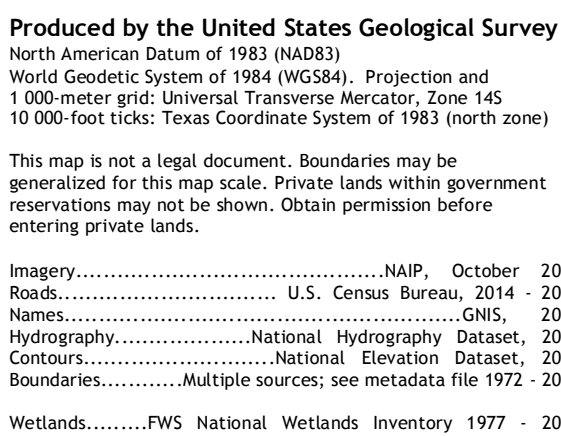 Produced by the United States Geological Survey
North American Datum of 1983 (NAD83)
World Geodetic System of 1984 (WGS84). Projection and
1 000-meter grid: Universal Transverse Mercator, Zone 14S
10 000-foot ticks: Texas Coordinate System of 1983 (north zone)
This map is not a legal document. Boundaries may be
generalized for this map scale. Private lands within government
reservations may not be shown. Obtain permission before
entering private lands.
Imagery............................................NAIP, October 20
Roads................................ U.S. Census Bureau, 2014 - 20
Names.........................................................GNIS, 20
Hydrography....................National Hydrography Dataset, 20
Contours............................National Elevation Dataset, 20
Boundaries............Multiple sources; see metadata file 1972 - 20
Wetlands.........FWS National Wetlands Inventory 1977 - 20